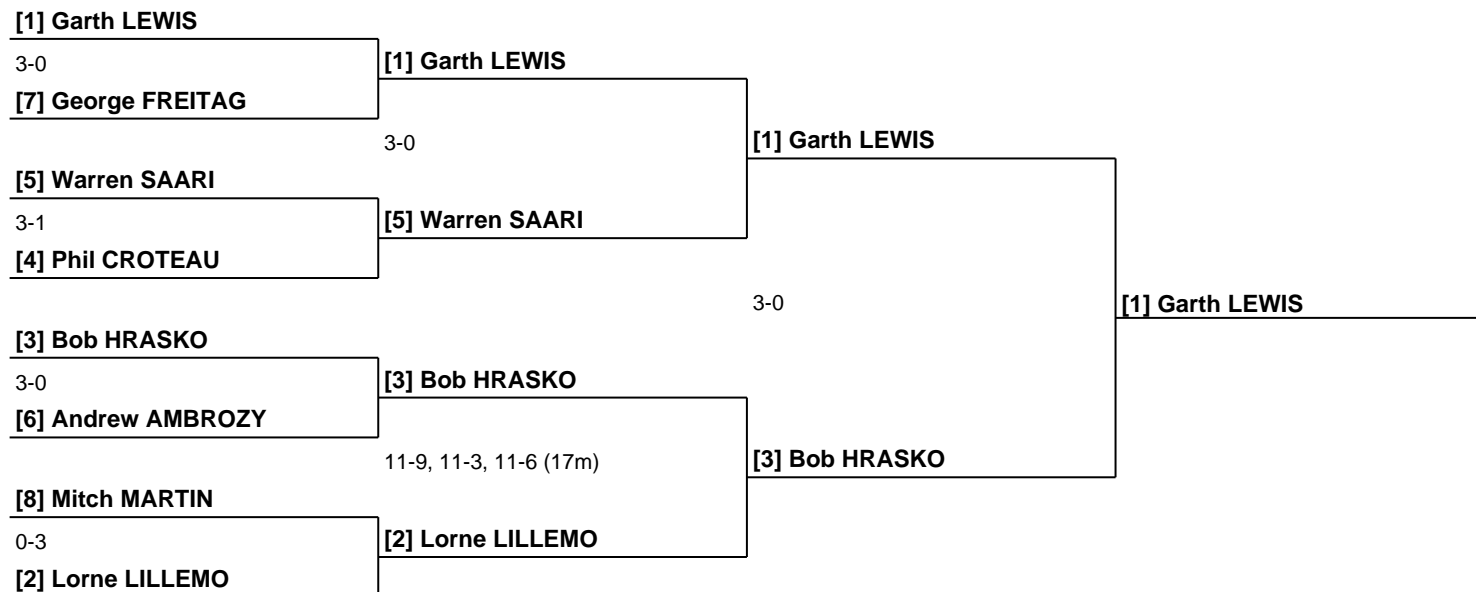 [1] Garth LEWIS
3-0
[7] George FREITAG
[5] Warren SAARI
3-1
[4] Phil CROTEAU
[3] Bob HRASKO
3-0
[6] Andrew AMBROZY
[8] Mitch MARTIN
0-3
[2] Lorne LILLEMO
[1] Garth LEWIS
3-0
[5] Warren SAARI
[3] Bob HRASKO
11-9, 11-3, 11-6 (17m)
[2] Lorne LILLEMO
[1] Garth LEWIS
3-0
[3] Bob HRASKO
[1] Garth LEWIS